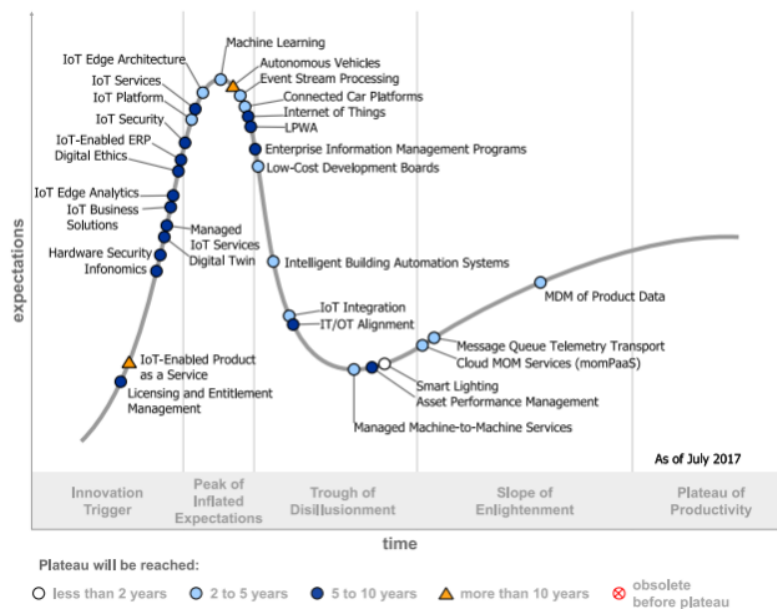 Machine Learning
IoT Edge Architecture
Autonomous Vehicles
IoT Services
Event Stream Processing
IoT Platform
Connected Car Platforms
IoT Security
Internet of Things
LPWA
IoT-Enabled ERP
Enterprise Information Management Programs
Digital Ethics
Low-Cost Development Boards
IoT Edge Analytics
IoT Business
Solutions
Managed
IoT Services
Hardware Security
Digital Twin
Infonomics
Intelligent Building Automation Systems
MDM of Product Data
IoT Integration
IT/OT Alignment
Message Queue Telemetry Transport
Cloud MOM Services (momPaaS)
IoT-Enabled Product
as a Service
Smart Lighting
Licensing and Entitlement
Management
Asset Performance Management
Managed Machine-to-Machine Services
expectations
As of July 2017
Innovation
Trigger
Peak of
Inflated
Expectations
Trough of
Disillusionment
Slope of
Enlightenment
Plateau of
Productivity
time
Plateau will be reached:
less than 2 years
2 to 5 years
5 to 10 years
more than 10 years
obsolete
before plateau